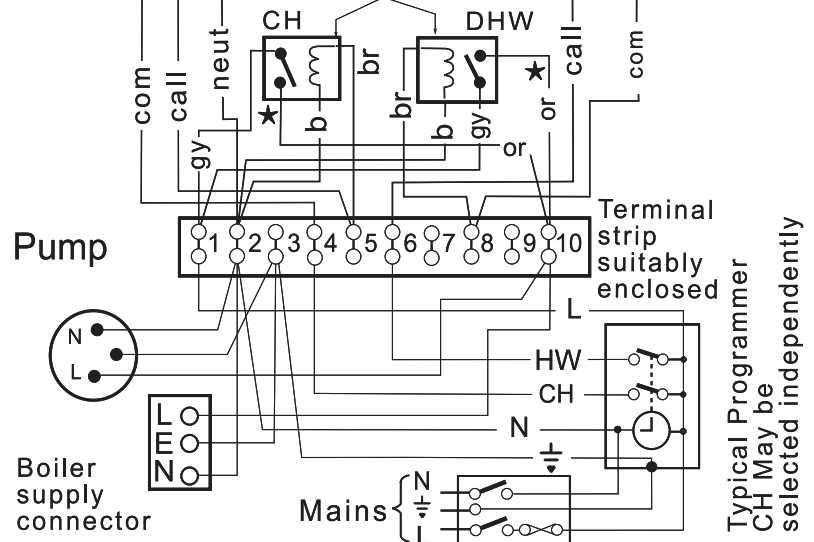 CH
DHW
com
call
neut
br
br
b
b
gy
gy
or
or
call
com
1 2 3 4 5 6 7 8 9 10
Terminal
strip
suitably
enclosed
Pump
N
L
L
HW
CH
N
L
E
N
Boiler
supply
connector
Mains
N
L
Typical Programmer
CH May be
selected independently